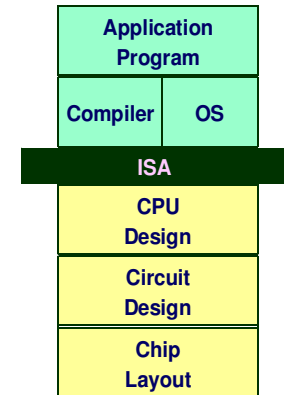 Application
Program
Compiler OS
ISA
CPU
Design
Circuit
Design
Chip
Layout